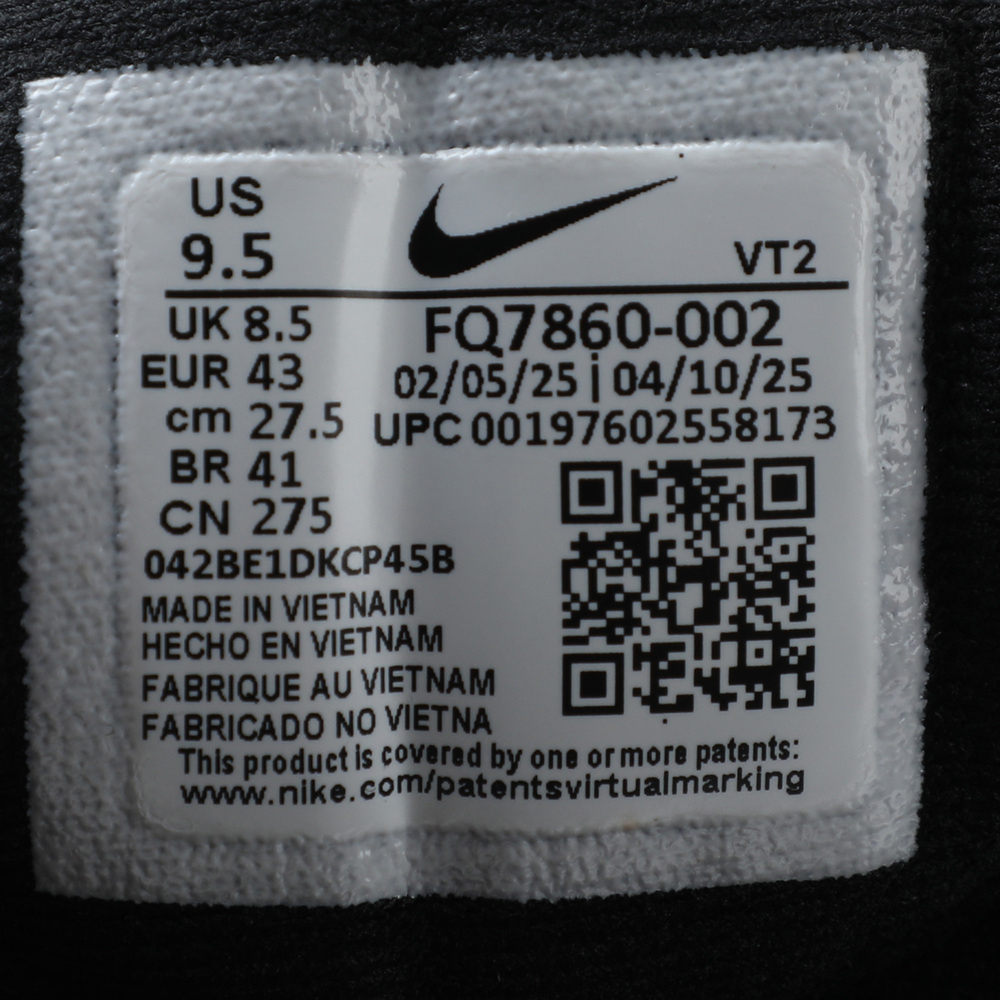 US
9.5
VT2
UK 8.5
EUR 43
cm 27.5
BR 41
CN 275
FQ7860-002
02/05/25 | 04/10/25
UPC 00197602558173
042BE1DKCP45B
MADE IN VIETNAM
HECHO EN VIETNAM
FABRIQUE AU VIETNAM
FABRICADO NO VIETNA
This product is covered by one or more patents:
www.nike.com/patentsvirtualmarking